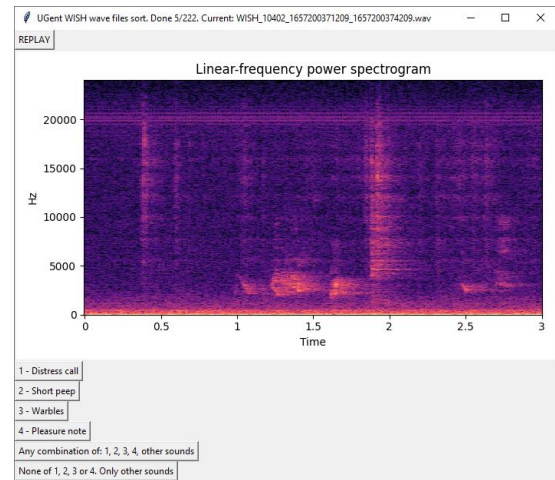 UGent WISH wave files sort. Done 5/222. Current: WISH_10402_1657200371209_1657200374209.wav
REPLAY
Linear-frequency power spectrogram
20000
15000
10000
5000
0
Hz
0 0.5 1 1.5 2 2.5 3
Time
1 - Distress call
2 - Short peep
3 - Warbles
4 - Pleasure note
Any combination of: 1, 2, 3, 4, other sounds
None of 1, 2, 3 or 4. Only other sounds